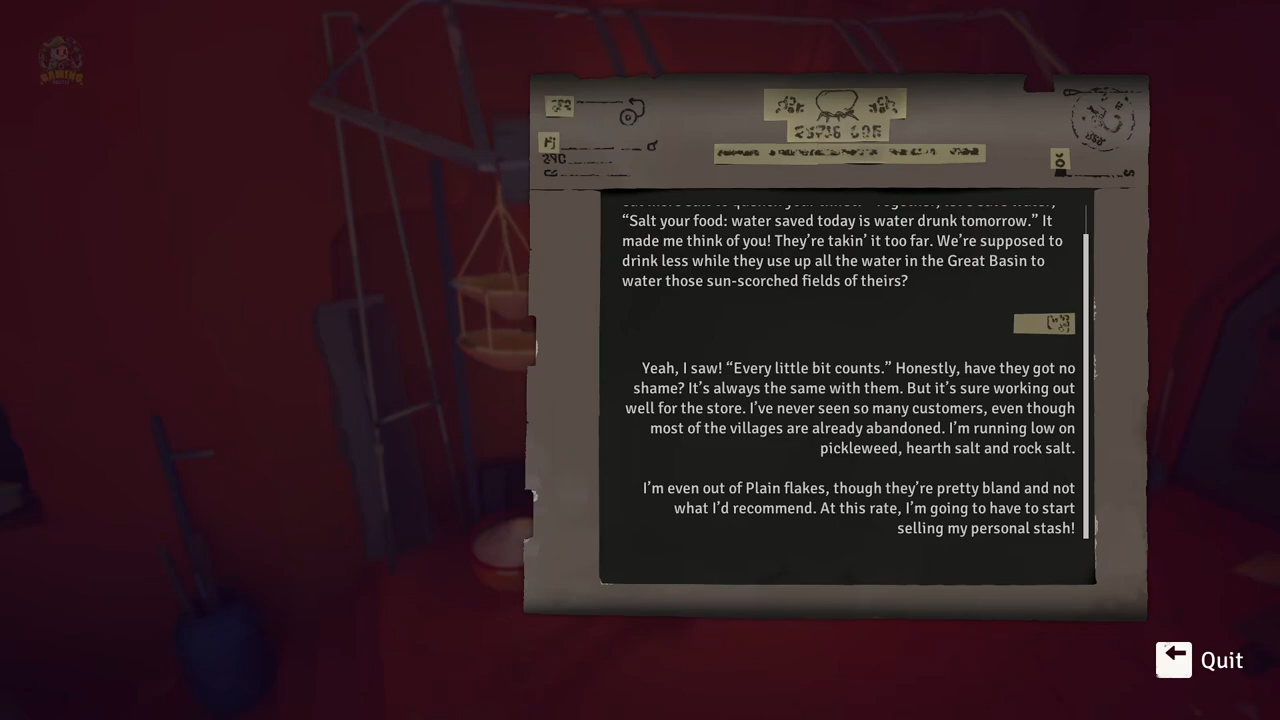 GAMING
“Salt your food: water saved today is water drunk tomorrow.” It
made me think of you! They’re takin’ it too far. We’re supposed to
drink less while they use up all the water in the Great Basin to
water those sun-scorched fields of theirs?
Yeah, I saw! “Every little bit counts.” Honestly, have they got no
shame? It’s always the same with them. But it’s sure working out
well for the store. I’ve never seen so many customers, even though
most of the villages are already abandoned. I’m running low on
pickleweed, hearth salt and rock salt.
I’m even out of Plain flakes, though they’re pretty bland and not
what I’d recommend. At this rate, I’m going to have to start
selling my personal stash!
Quit